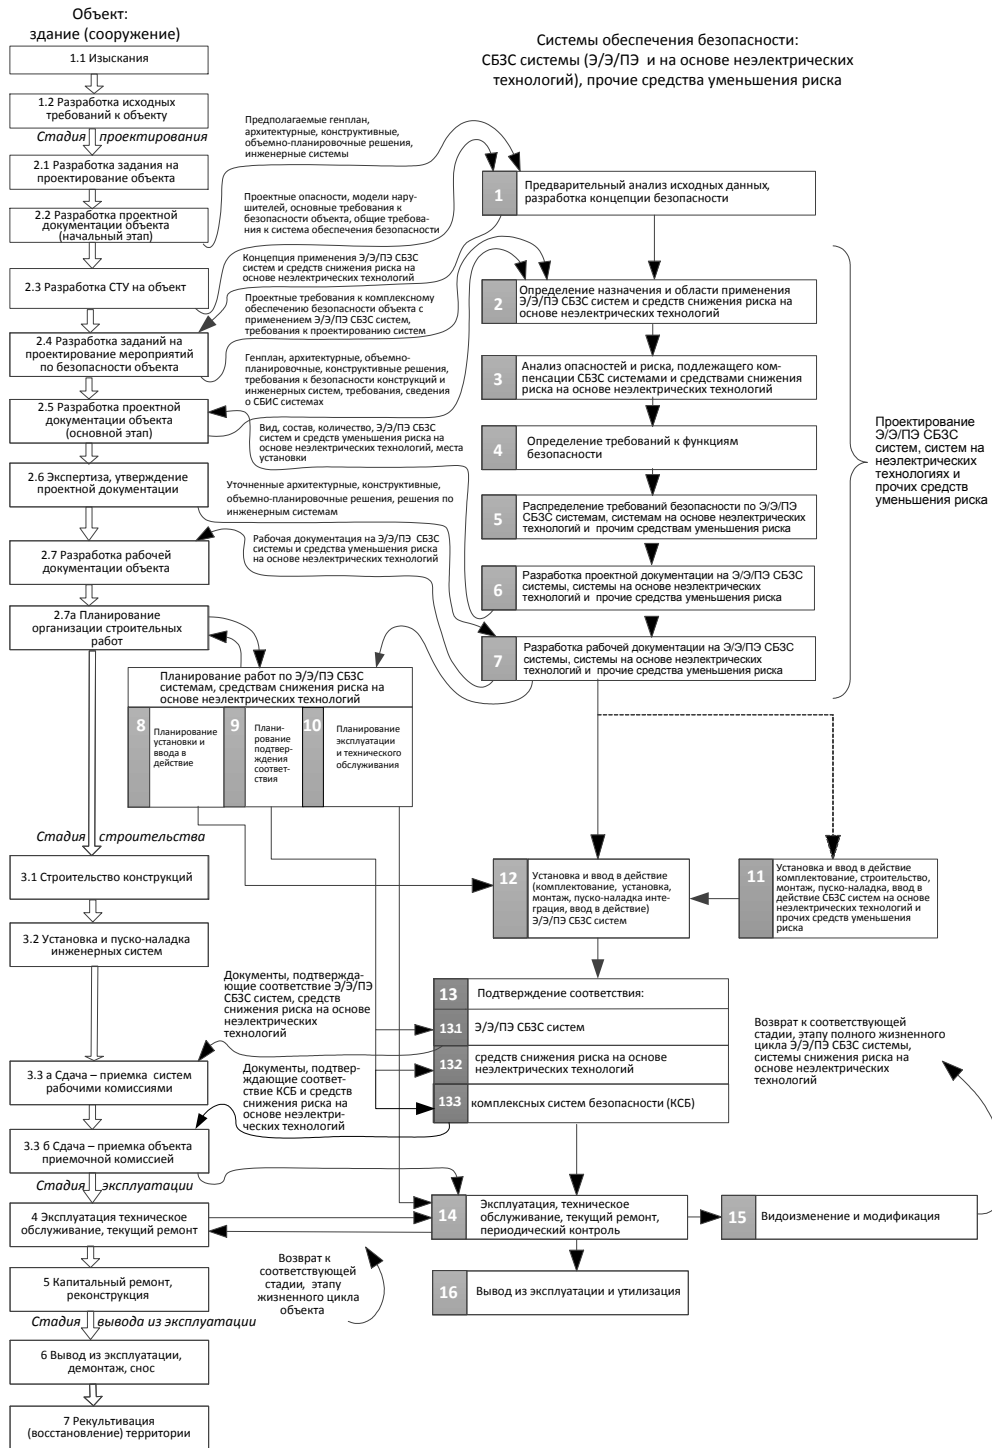 Объект:
здание (сооружение)
Системы обеспечения безопасности:
СБЗС системы (Э/Э/ПЭ и на основе неэлектрических
технологий), прочие средства уменьшения риска
1.1 Изыскания
1.2 Разработка исходных
требований к объекту
Стадия проектирования
2.1 Разработка задания на
проектирование объекта
2.2 Разработка проектной
документации объекта
(начальный этап)
2.3 Разработка СТУ на объект
2.4 Разработка заданий на
проектирование мероприятий
по безопасности объекта
2.5 Разработка проектной
документации объекта
(основной этап)
2.6 Экспертиза, утверждение
проектной документации
2.7 Разработка рабочей
документации объекта
2.7а Планирование
организации строительных
работ
Предполагаемые генплан,
архитектурные, конструктивные,
объемно-планировочные решения,
инженерные системы
Проектные опасности, модели нару-
шителей, основные требования к
безопасности объекта, общие требова-
ния к система обеспечения безопасности
Концепция применения Э/Э/ПЭ СБЗС
систем и средств снижения риска на
основе неэлектрических технологий
Проектные требования к комплексному
обеспечению безопасности объекта с
применением Э/Э/ПЭ СБЗС систем,
требования к проектированию систем
Генплан, архитектурные, объемно-
планировочные, конструктивные решения,
требования к безопасности конструкций и
инженерных систем, требования, сведения
о СБИС системах
Вид, состав, количество, Э/Э/ПЭ СБЗС
систем и средств уменьшения риска на
основе неэлектрических технологий, места
установки
Уточненные архитектурные, конструктивные,
объемно-планировочные решения, решения по
инженерным системам
Рабочая документация на Э/Э/ПЭ СБЗС
системы и средства уменьшения риска
на основе неэлектрических технологий
1
Предварительный анализ исходных данных,
разработка концепции безопасности
2
Определение назначения и области применения
Э/Э/ПЭ СБЗС систем и средств снижения риска на
основе неэлектрических технологий
3
Анализ опасностей и риска, подлежащего ком-
пенсации СБЗС системами и средствами снижения
риска на основе неэлектрических технологий
4
Определение требований к функциям
безопасности
5
Распределение требований безопасности по Э/Э/ПЭ
СБЗС системам, системам на основе неэлектрических
технологий и прочим средствам уменьшения риска
6
Разработка проектной документации на Э/Э/ПЭ СБЗС
системы, системы на основе неэлектрических
технологий и прочие средства уменьшения риска
7
Разработка рабочей документации на Э/Э/ПЭ СБЗС
системы, системы на основе неэлектрических
технологий и прочие средства уменьшения риска
Проектирование
Э/Э/ПЭ СБЗС
систем, систем на
неэлектрических
технологиях и
прочих средств
уменьшения риска
Планирование работ по Э/Э/ПЭ СБЗС
системам, средствам снижения риска на
основе неэлектрических технологий
8
Планирование
установки и
ввода в
действие
9
Плани-
рование
подтверж-
дения
соответ-
ствия
10
Планирование
эксплуатации
и технического
обслуживания
Стадия строительства
3.1 Строительство конструкций
3.2 Установка и пуско-наладка
инженерных систем
12
Установка и ввод в действие
(комплектование, установка,
монтаж, пуско-наладка инте-
грация, ввод в действие)
Э/Э/ПЭ СБЗС систем
11
Установка и ввод в действие
комплектование, строительство,
монтаж, пуско-наладка, ввод в
действие СБЗС систем на основе
неэлектрических технологий и
прочих средств уменьшения
риска
Документы, подтвержда-
ющие соответствие Э/Э/ПЭ
СБЗС систем, средств
снижения риска на основе
неэлектрических
технологий
13
Подтверждение соответствия:
13.1
Э/Э/ПЭ СБЗС систем
13.2
средств снижения риска на основе
неэлектрических технологий
13.3
комплексных систем безопасности (КСБ)
Возврат к соответствующей
стадии, этапу полного жизненного
цикла Э/Э/ПЭ СБЗС системы,
системы снижения риска на
основе неэлектрических
технологий
3.3 а Сдача – приемка систем
рабочими комиссиями
Документы, подтвер-
ждающие соответ-
ствие КСБ и средств
снижения риска на
основе неэлектри-
ческих технологий
3.3 б Сдача – приемка объекта
приемочной комиссией
Стадия эксплуатации
4 Эксплуатация техническое
обслуживание, текущий ремонт
14
Эксплуатация, техническое
обслуживание, текущий ремонт,
периодический контроль
15
Видоизменение и модификация
5 Капитальный ремонт,
реконструкция
Возврат к
соответствующей
стадии, этапу
жизненного цикла
объекта
16
Вывод из эксплуатации и утилизация
Стадия вывода из эксплуатации
6 Вывод из эксплуатации,
демонтаж, снос
7 Рекультивация
(восстановление) территории